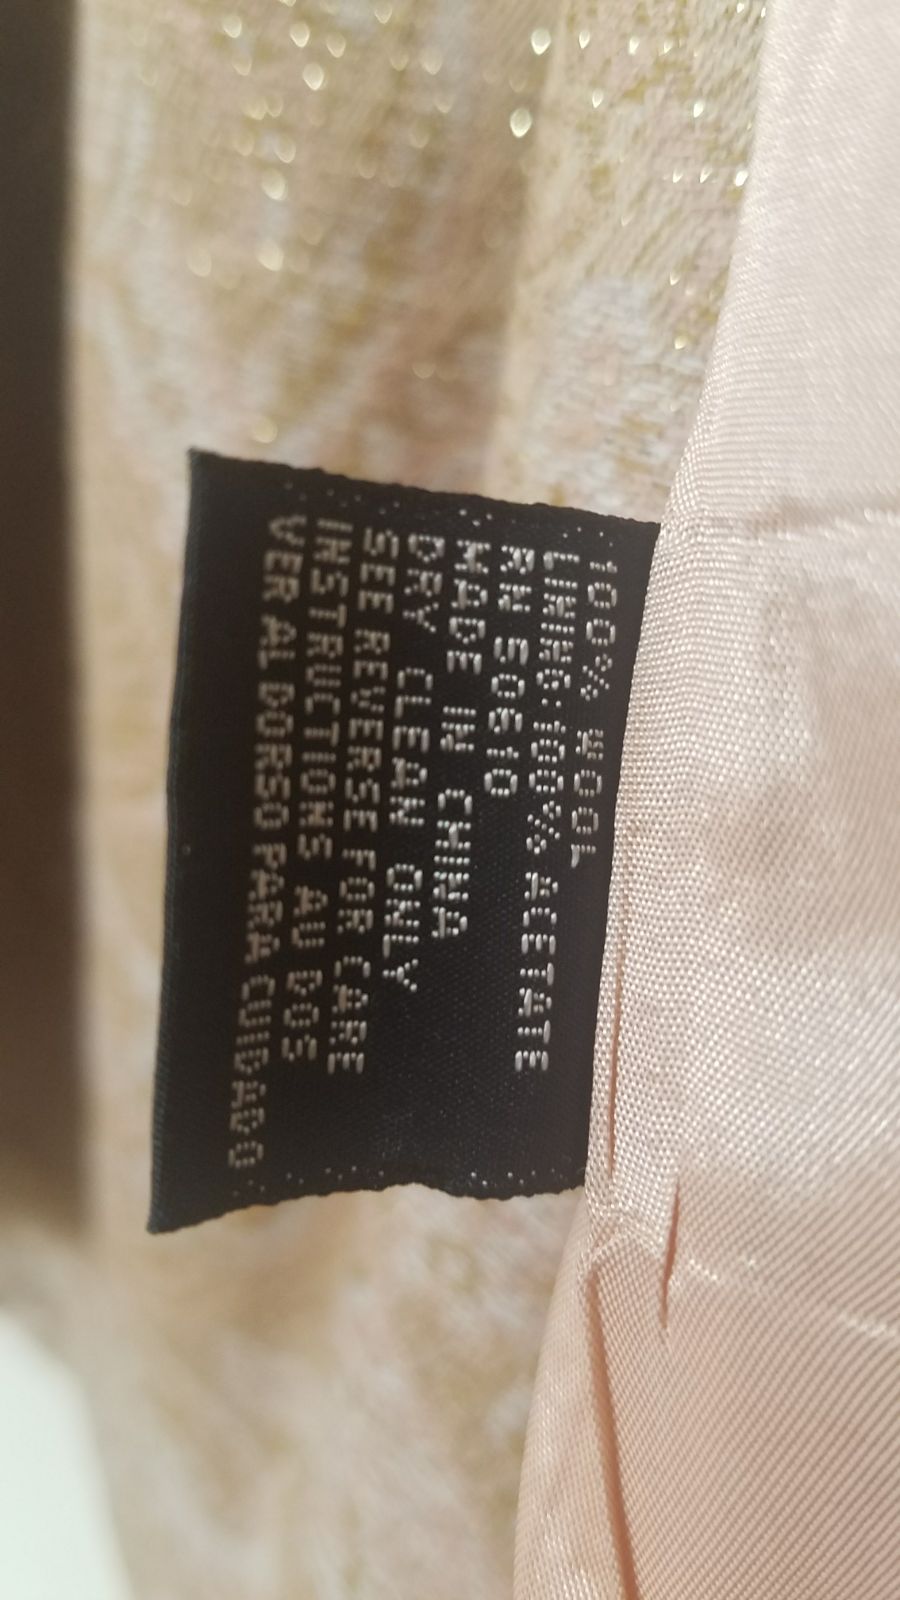 100% WOOL
LINING:100% ACETATE
RN 50610
MADE IN CHINA
DRY CLEAN ONLY
SEE REVERSE FOR CARE
INSTRUCTIONS AU DOS
VER AL DORSO PARA CUIDADO